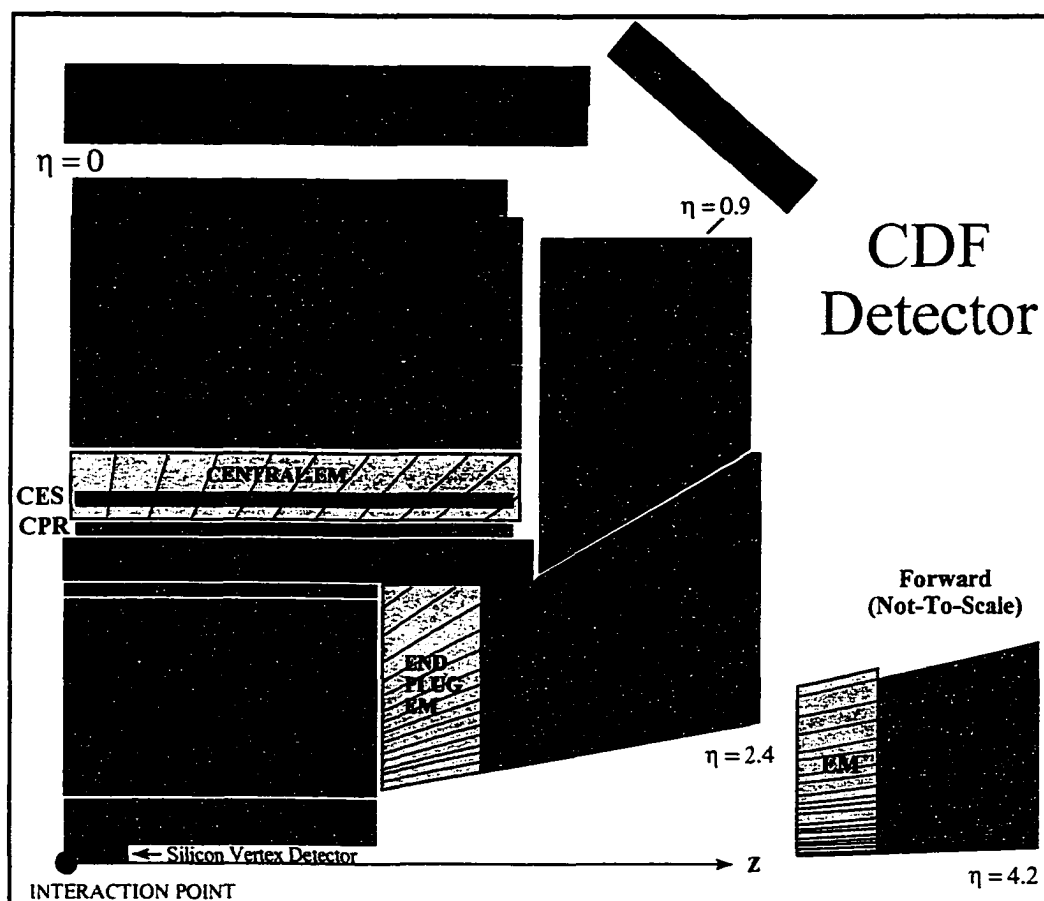 η = 0
η = 0.9
CDF
Detector
CENTRAL EM
CES
CPR
Forward
(Not-To-Scale)
END
PLUG
EM
η = 2.4
EM
← Silicon Vertex Detector
Z
INTERACTION POINT
η = 4.2